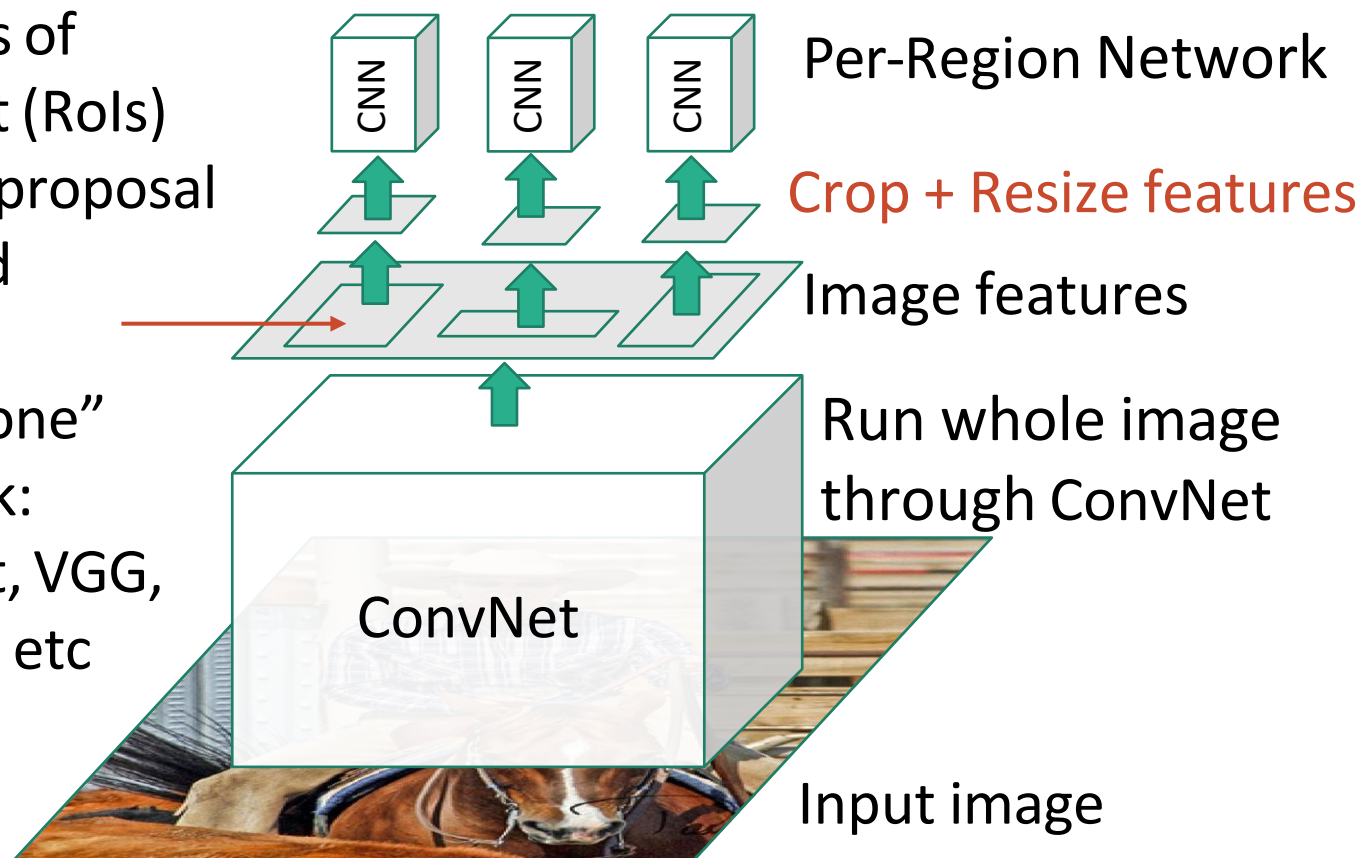 s of
t (RoIs)
proposal
d
one”
k:
t, VGG,
etc
CNN
CNN
CNN
Per-Region Network
Crop + Resize features
Image features
Run whole image
through ConvNet
ConvNet
Input image